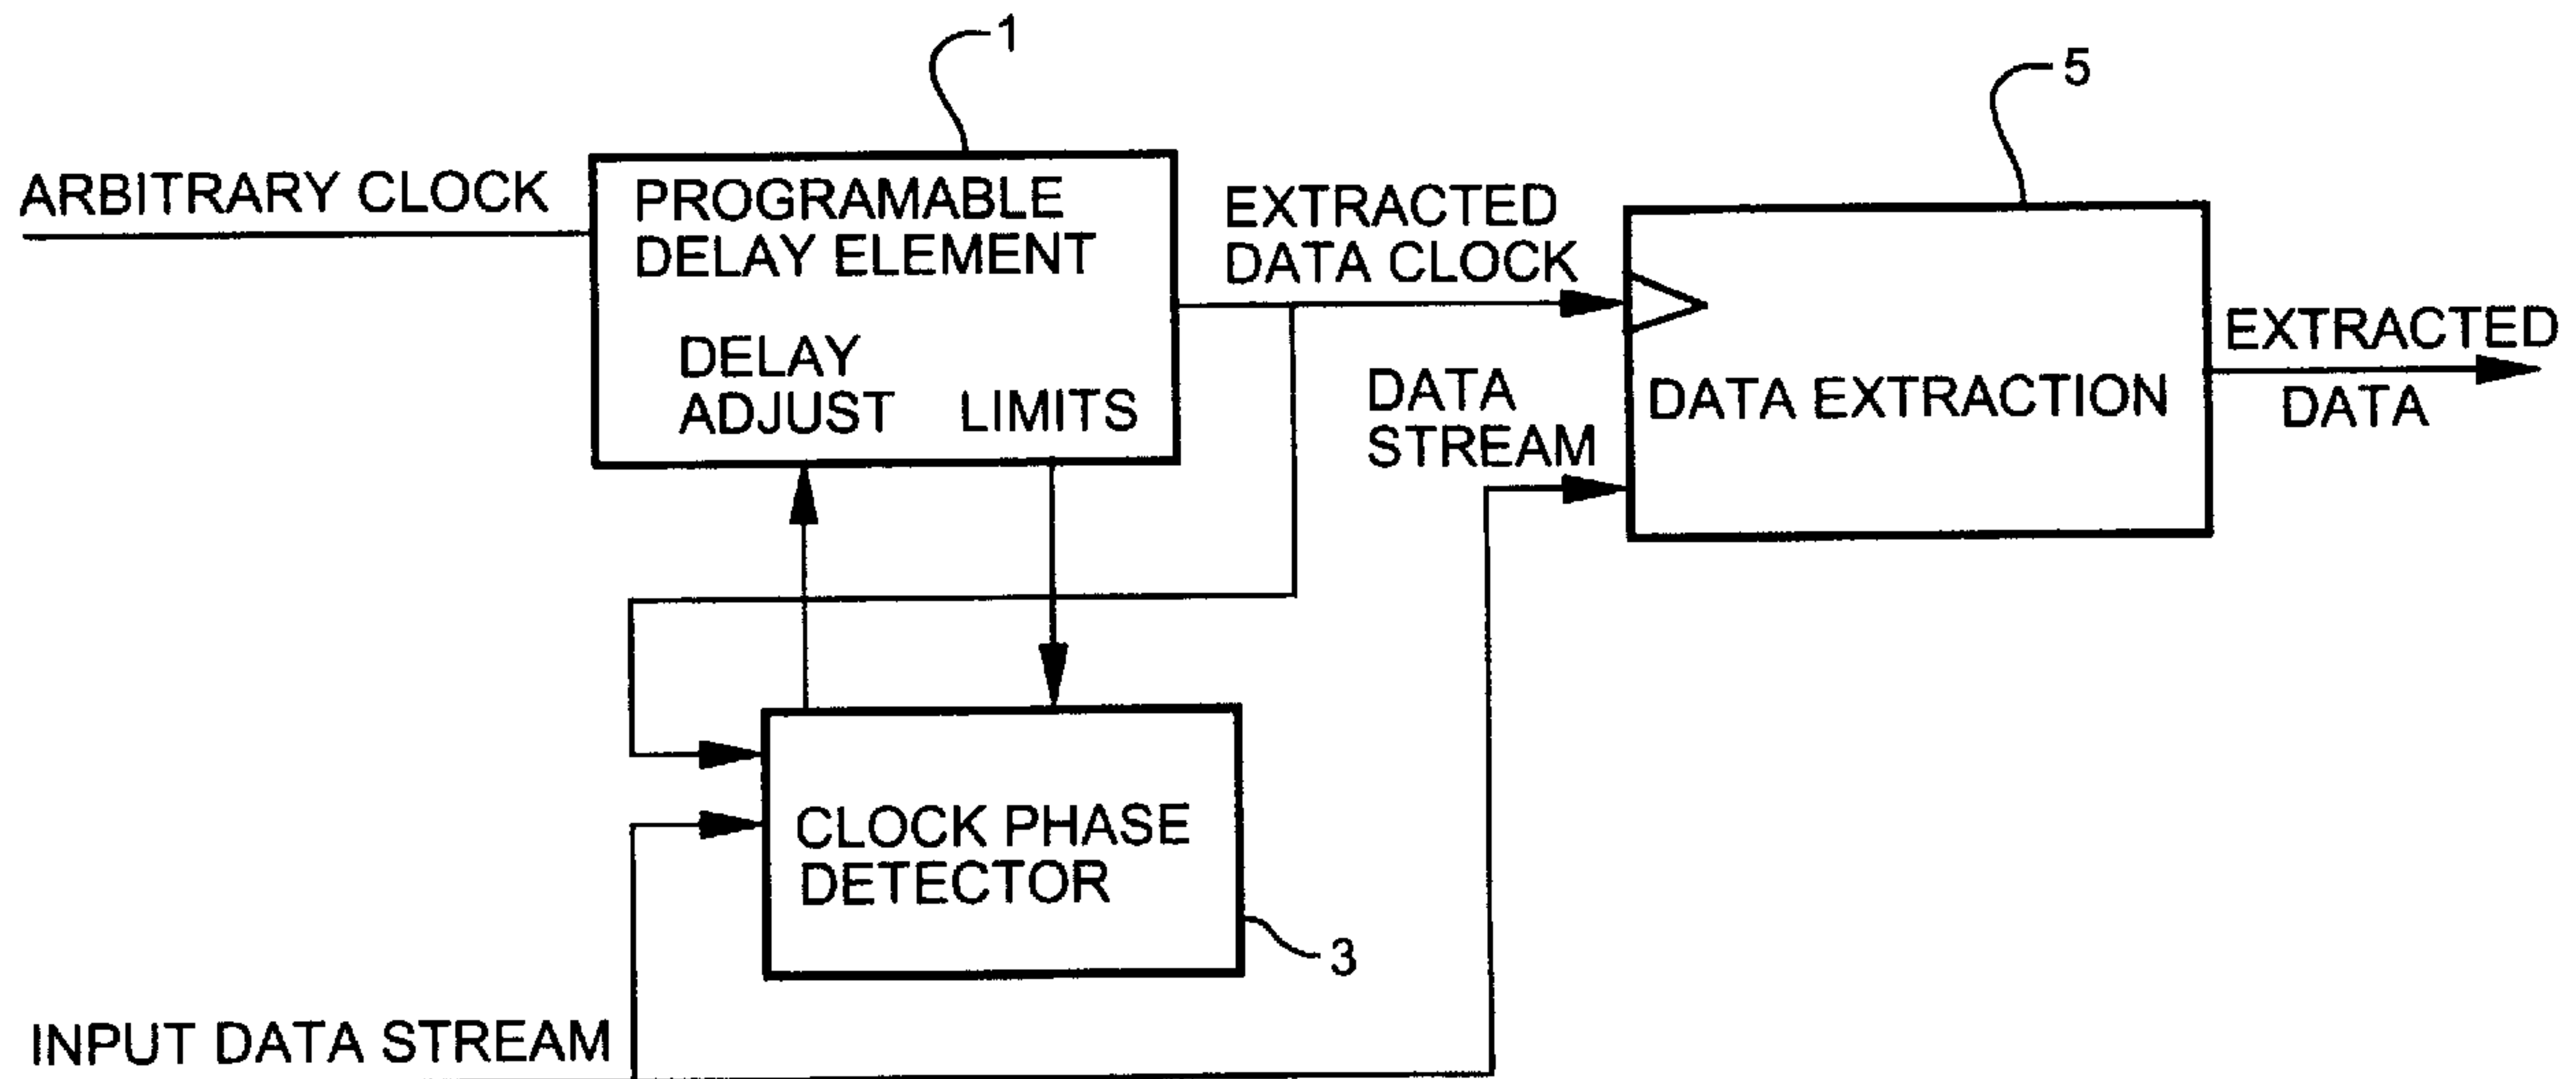 1
5
ARBITRARY CLOCK
PROGRAMABLE
DELAY ELEMENT
DELAY
ADJUST
LIMITS
EXTRACTED
DATA CLOCK
DATA
STREAM
DATA EXTRACTION
EXTRACTED
DATA
CLOCK PHASE
DETECTOR
3
INPUT DATA STREAM